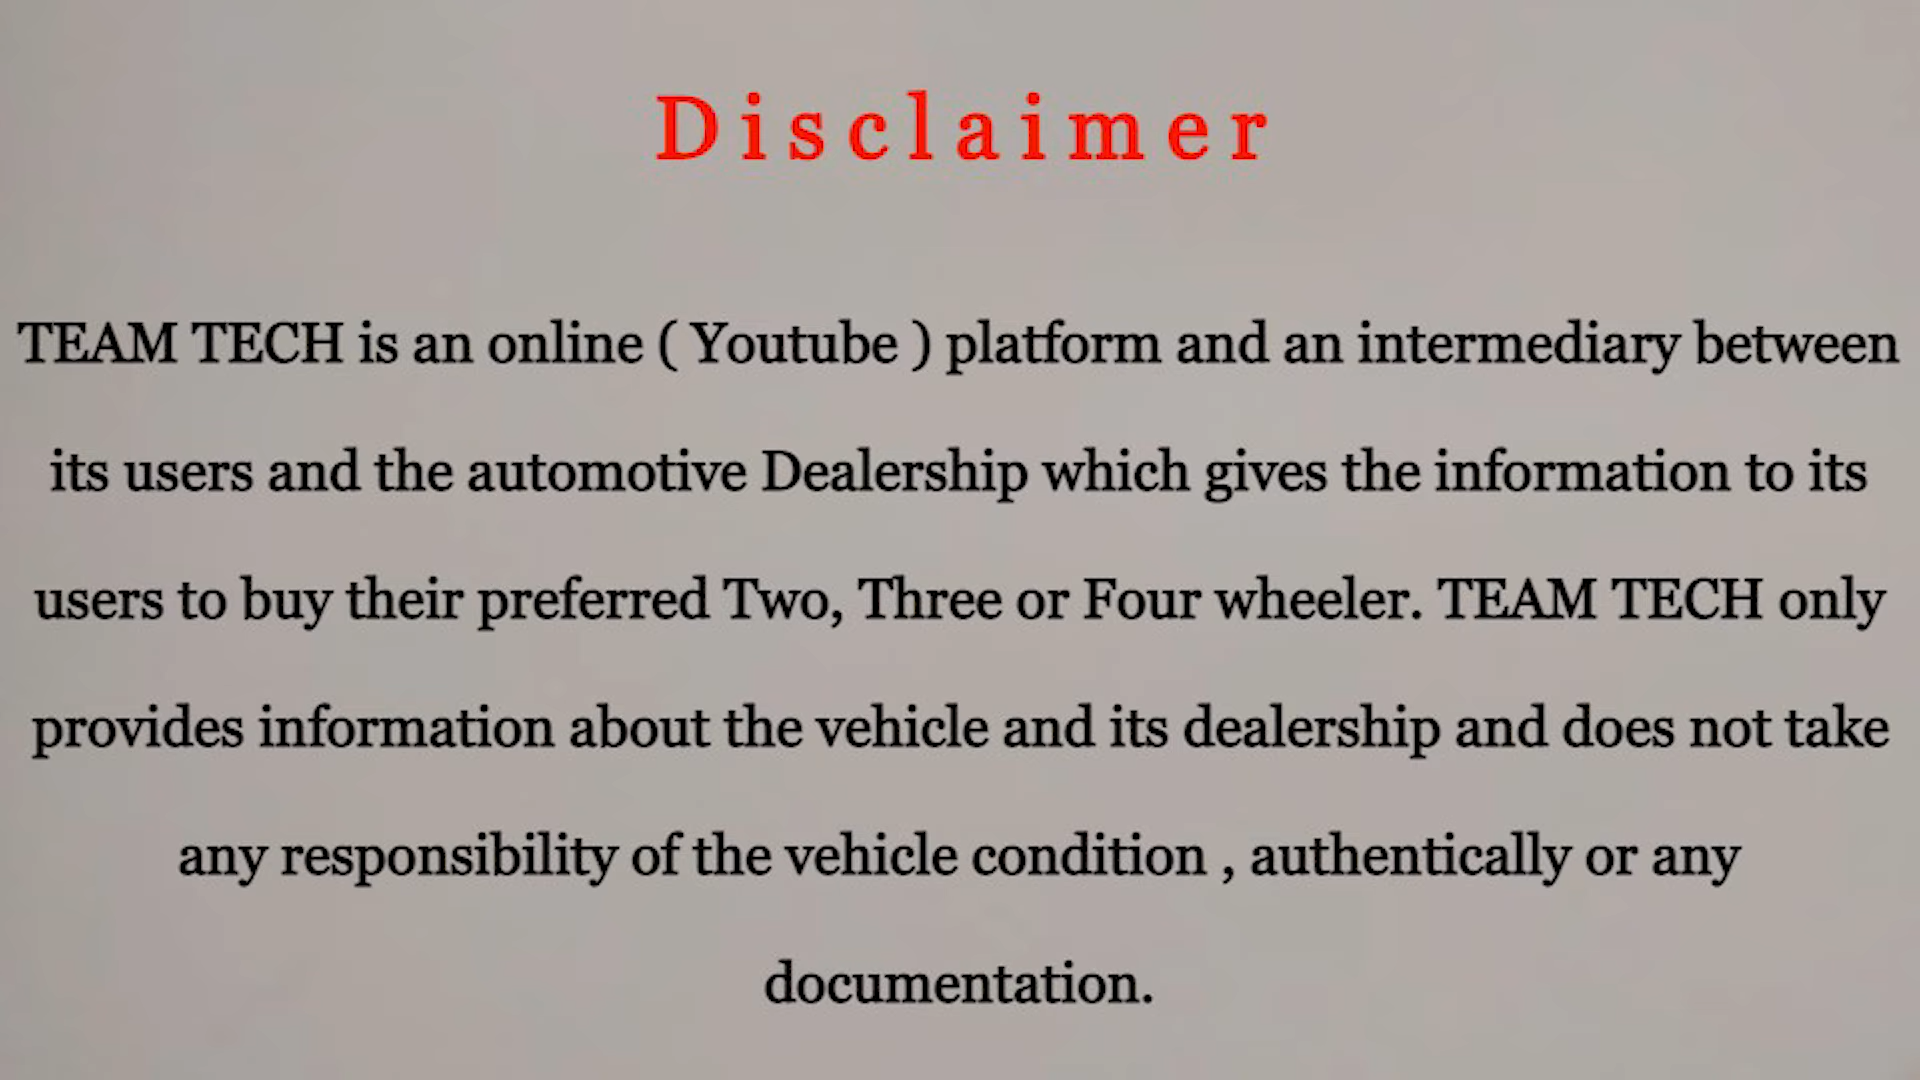 Disclaimer
TEAM TECH is an online ( Youtube ) platform and an intermediary between
its users and the automotive Dealership which gives the information to its
users to buy their preferred Two, Three or Four wheeler. TEAM TECH only
provides information about the vehicle and its dealership and does not take
any responsibility of the vehicle condition , authentically or any
documentation.